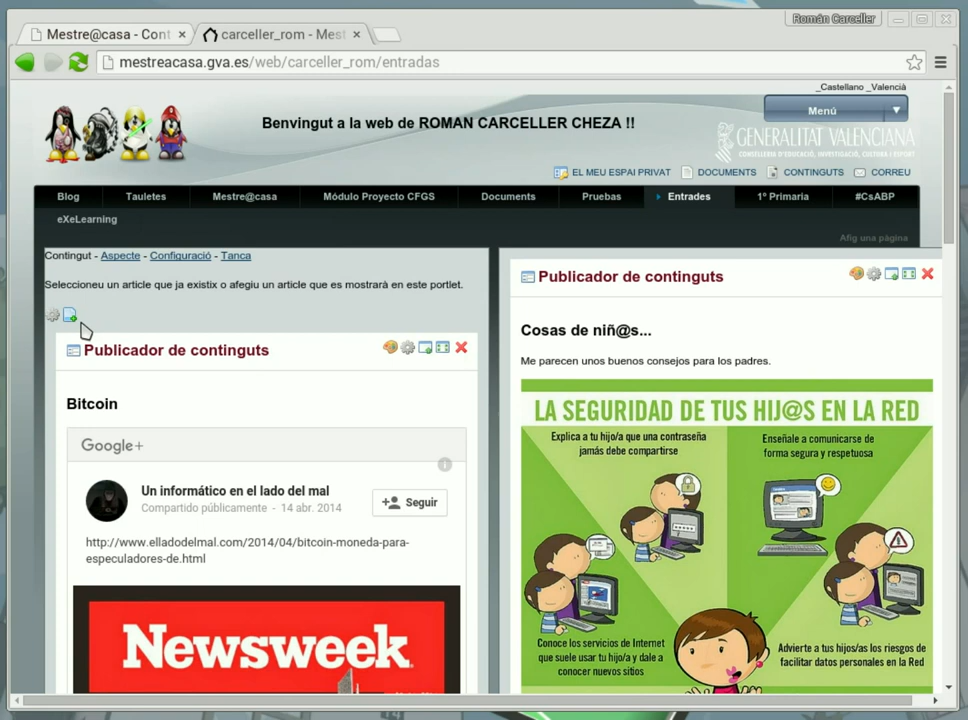 Román Carceller
Mestre@casa - Cont
carceller_rom - Mest
mestreacasa.gva.es/web/carceller_rom/entradas
_Castellano _Valencià
Menú
Benvingut a la web de ROMAN CARCELLER CHEZA !!
GENERALITAT VALENCIANA
CONSELLERIA D'EDUCACIÓ, INVESTIGACIÓ, CULTURA I ESPORT
EL MEU ESPAI PRIVAT DOCUMENTS CONTINGUTS CORREU
Blog Tauletes Mestre@casa Módulo Proyecto CFGS Documents Pruebas Entrades 1º Primaria #CsABP
eXeLearning
Afig una pàgina
Contingut - Aspecte - Configuració - Tanca
Seleccioneu un article que ja existix o afegiu un article que es mostrarà en este portlet.
Publicador de continguts
Bitcoin
Google+
Un informático en el lado del mal
Compartido públicamente - 14 abr. 2014
Seguir
http://www.elladodelmal.com/2014/04/bitcoin-moneda-para-
especuladores-de.html
Newsweek
Publicador de continguts
Cosas de niñ@s...
Me parecen unos buenos consejos para los padres.
LA SEGURIDAD DE TUS HIJ@S EN LA RED
Explica a tu hijo/a que una contraseña
jamás debe compartirse
Enseñale a comunicarse de
forma segura y respetuosa
Conoce los servicios de Internet
que suele usar tu hijo/a y dale a
conocer nuevos sitios
Advierte a tus hijos/as los riesgos de
facilitar datos personales en la Red